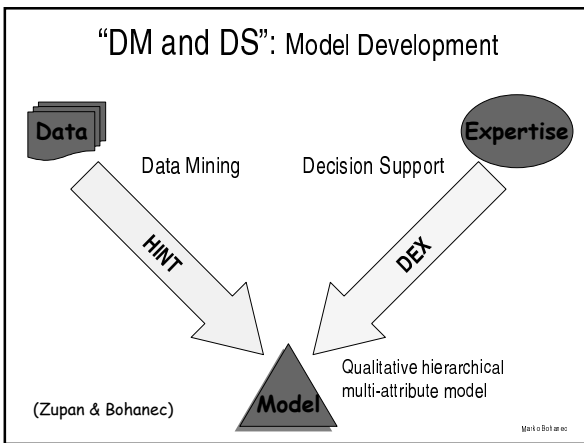 “DM and DS”: Model Development
Data
Expertise
Data Mining
Decision Support
HINT
DEX
Qualitative hierarchical
multi-attribute model
Model
(Zupan & Bohanec)
Marko Bohanec